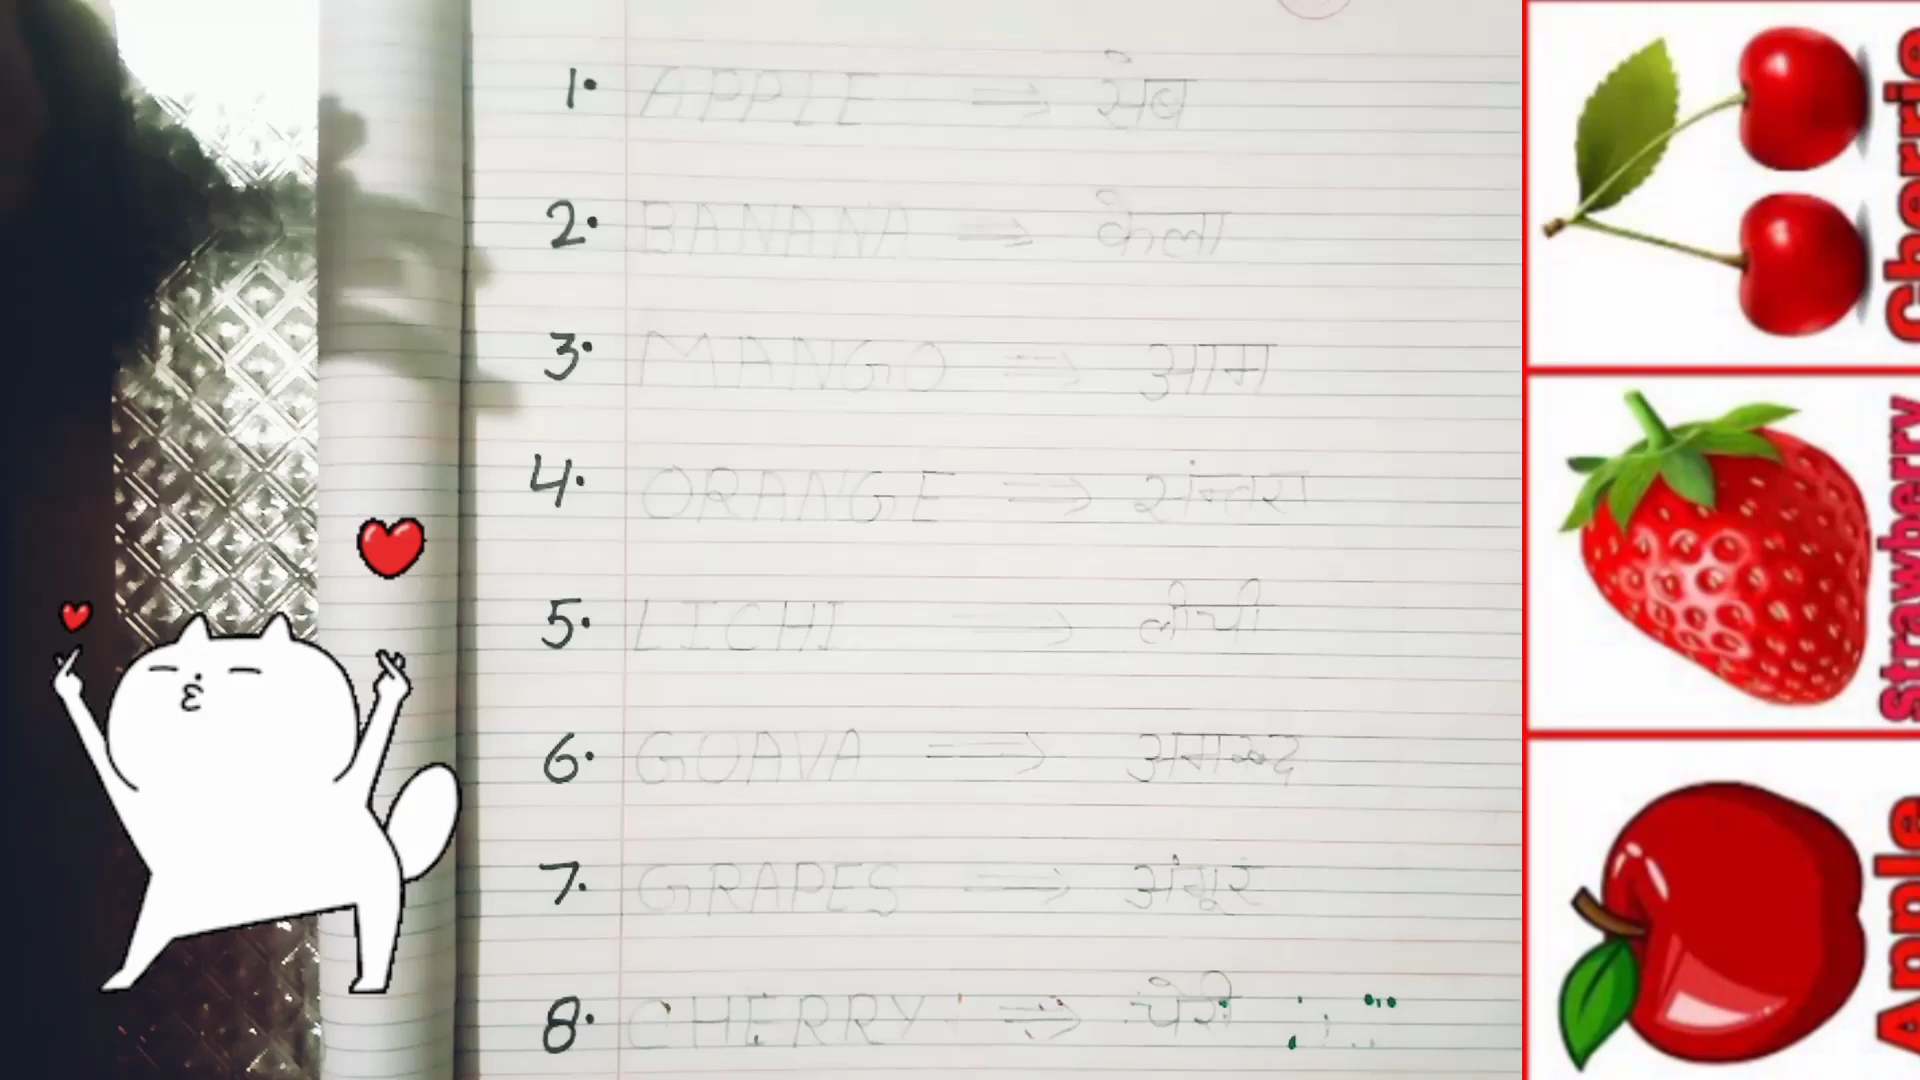 1. APPLE ⇒ सेब
2. BANANA ⇒ केला
3. MANGO ⇒ आम
4. ORANGE ⇒ संन्तरा
5. LICHI ⇒ लीची
6. GUAVA ⇒ अमरूद
7. GRAPES ⇒ अंगूर
8. CHERRY ⇒ चेरी
Cherrie
Strawberry
Apple